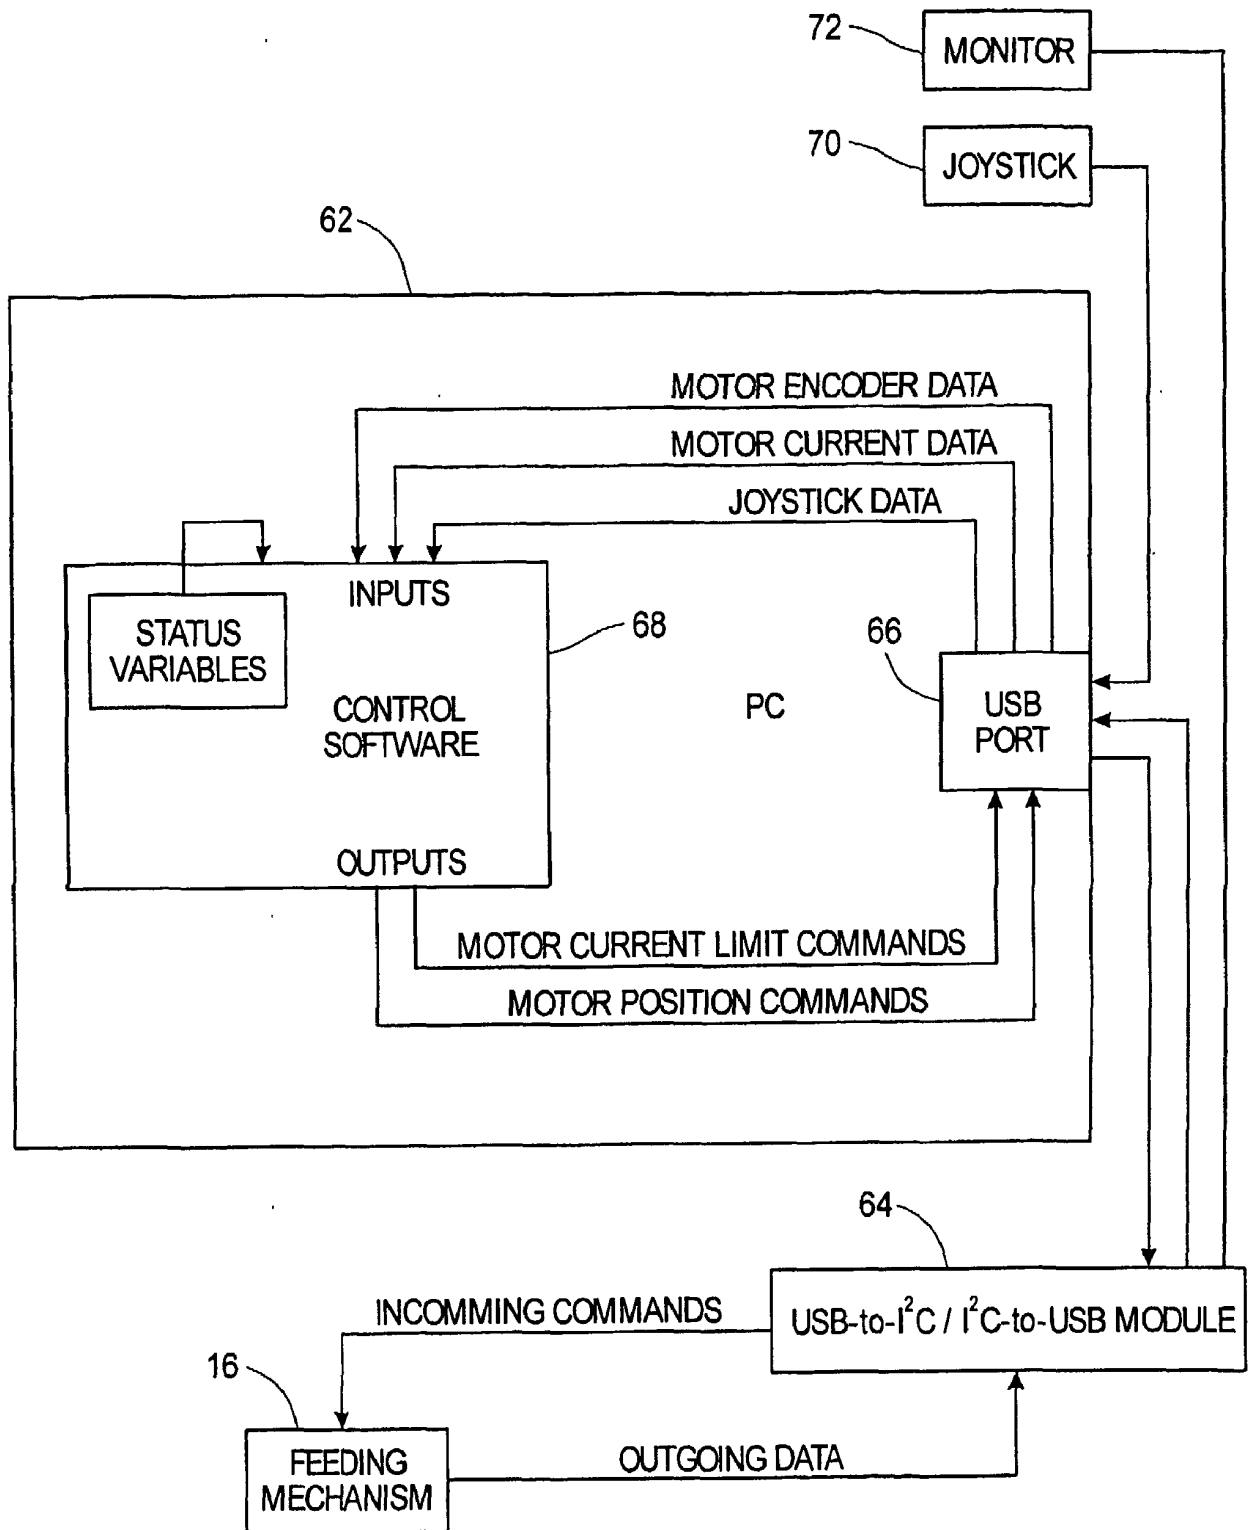 72
MONITOR
70
JOYSTICK
62
MOTOR ENCODER DATA
MOTOR CURRENT DATA
JOYSTICK DATA
INPUTS
STATUS
VARIABLES
68
66
CONTROL
SOFTWARE
PC
USB
PORT
OUTPUTS
MOTOR CURRENT LIMIT COMMANDS
MOTOR POSITION COMMANDS
64
USB-to-I²C / I²C-to-USB MODULE
INCOMMING COMMANDS
16
FEEDING
MECHANISM
OUTGOING DATA